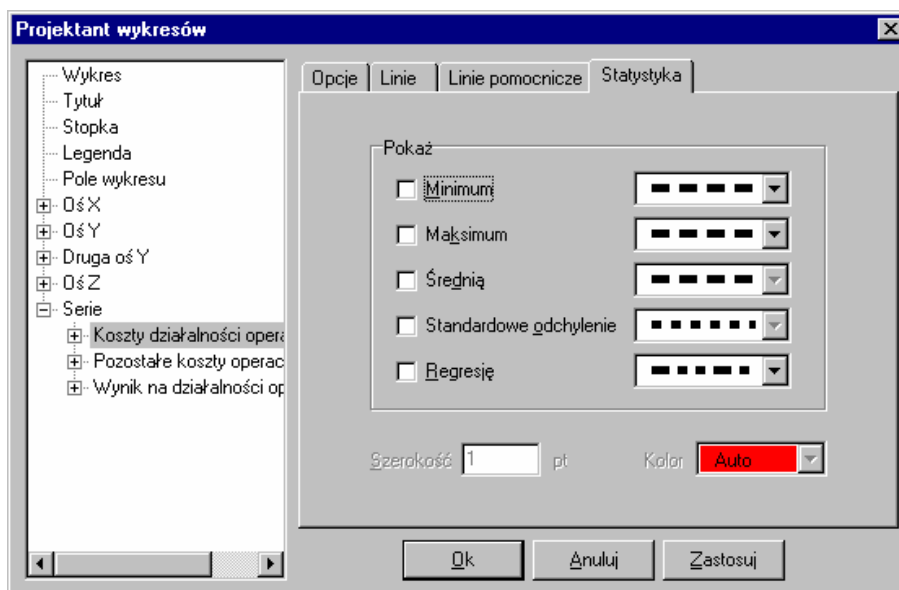 Projektant wykresów
Wykres
Tytuł
Stopka
Legenda
Pole wykresu
Oś X
Oś Y
Druga oś Y
Oś Z
Serie
Koszty działalności opera
Pozostałe koszty operac
Wynik na działalności op
Opcje
Linie
Linie pomocnicze
Statystyka
Pokaż
Minimum
Maksimum
Średnią
Standardowe odchylenie
Regresję
Szerokość 1 pt
Kolor Auto
Ok
Anuluj
Zastosuj